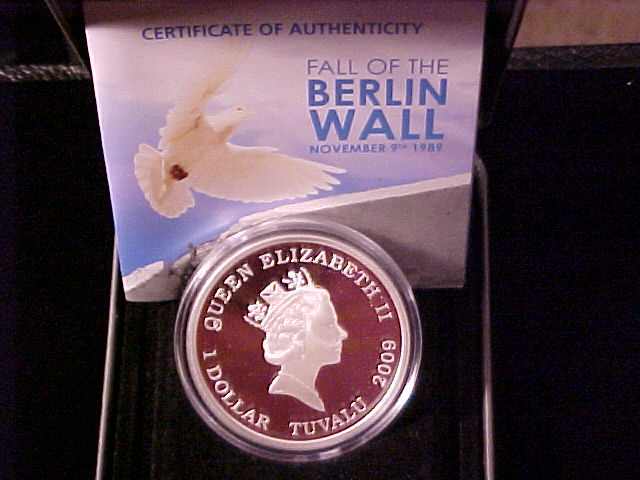 CERTIFICATE OF AUTHENTICITY
FALL OF THE
BERLIN
WALL
NOVEMBER 9TH 1989
QUEEN ELIZABETH II
1 DOLLAR TUVALU 2009